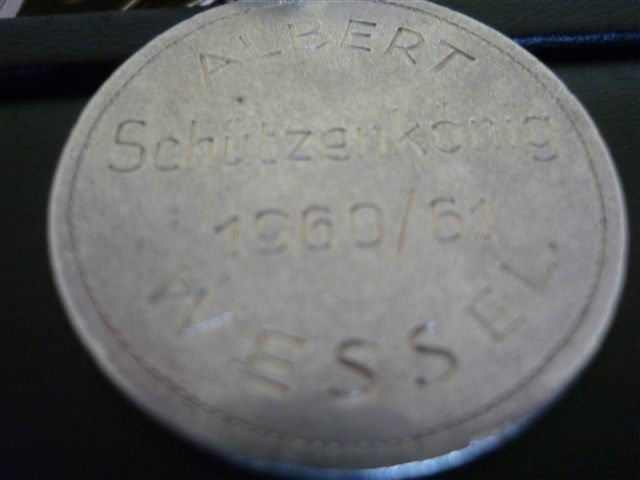 ALBERT
Schützenkönig
1960/61
WESSEL.